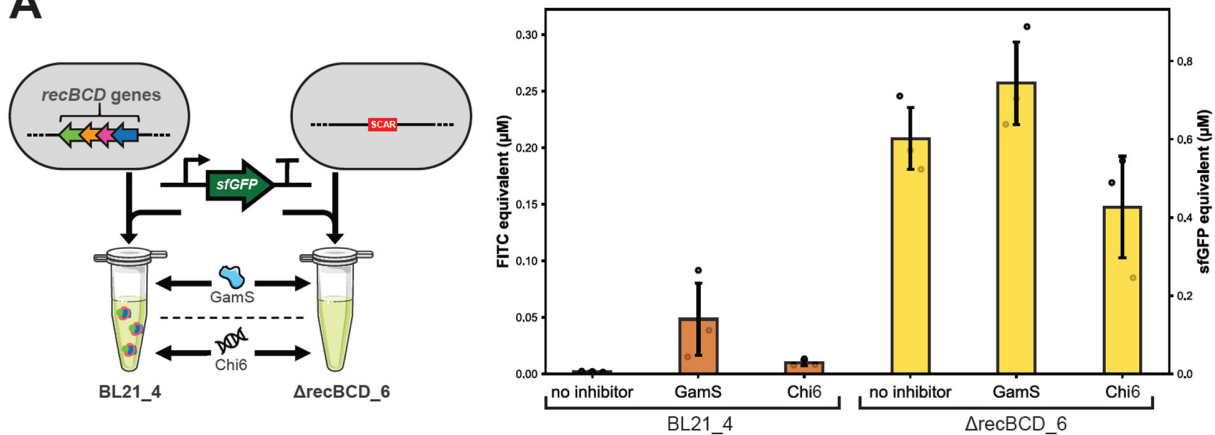 A
recBCD genes
SCAR
sfGFP
GamS
Chi6
BL21_4
ΔrecBCD_6
FITC equivalent (µM)
0.30
0.25
0.20
0.15
0.10
0.05
0.00
sfGFP equivalent (µM)
0.8
0.6
0.4
0.2
0.0
no inhibitor GamS Chi6 no inhibitor GamS Chi6
BL21_4 ΔrecBCD_6